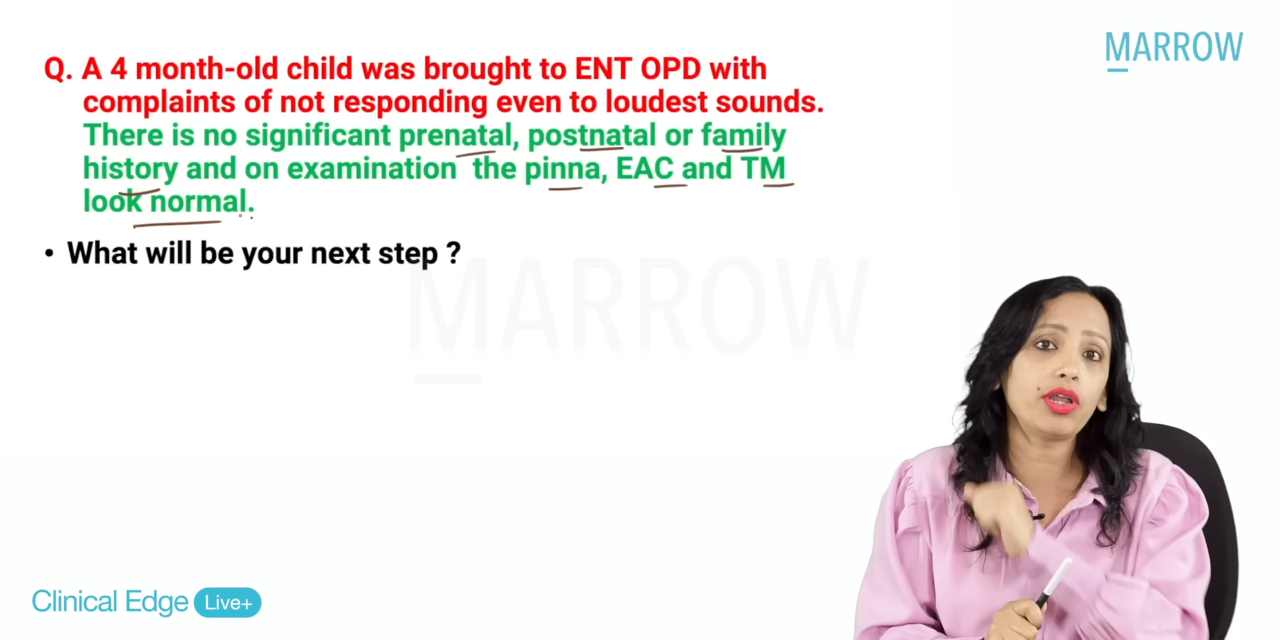 MARROW
Q. A 4 month-old child was brought to ENT OPD with
complaints of not responding even to loudest sounds.
There is no significant prenatal, postnatal or family
history and on examination the pinna, EAC and TM
look normal.
• What will be your next step ?
MARROW
Clinical Edge Live+